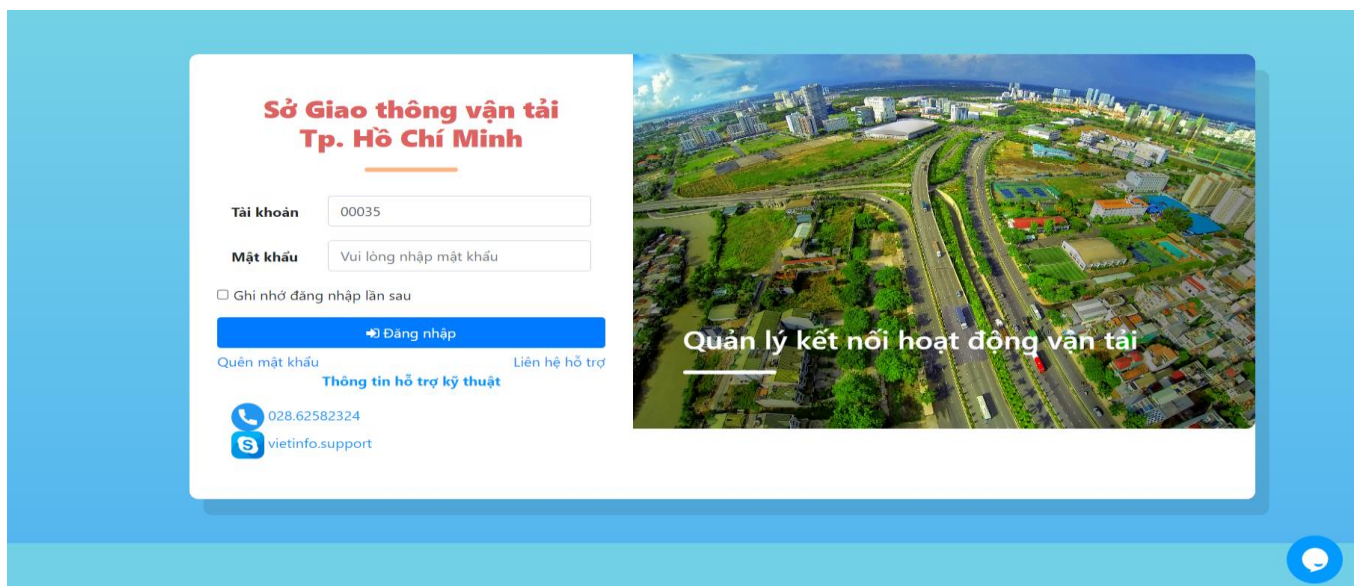 Sở Giao thông vận tải
Tp. Hồ Chí Minh
Tài khoản 00035
Mật khẩu Vui lòng nhập mật khẩu
Ghi nhớ đăng nhập lần sau
Đăng nhập
Quên mật khẩu Liên hệ hỗ trợ
Thông tin hỗ trợ kỹ thuật
028.62582324
vietinfo.support
Quản lý kết nối hoạt động vận tải